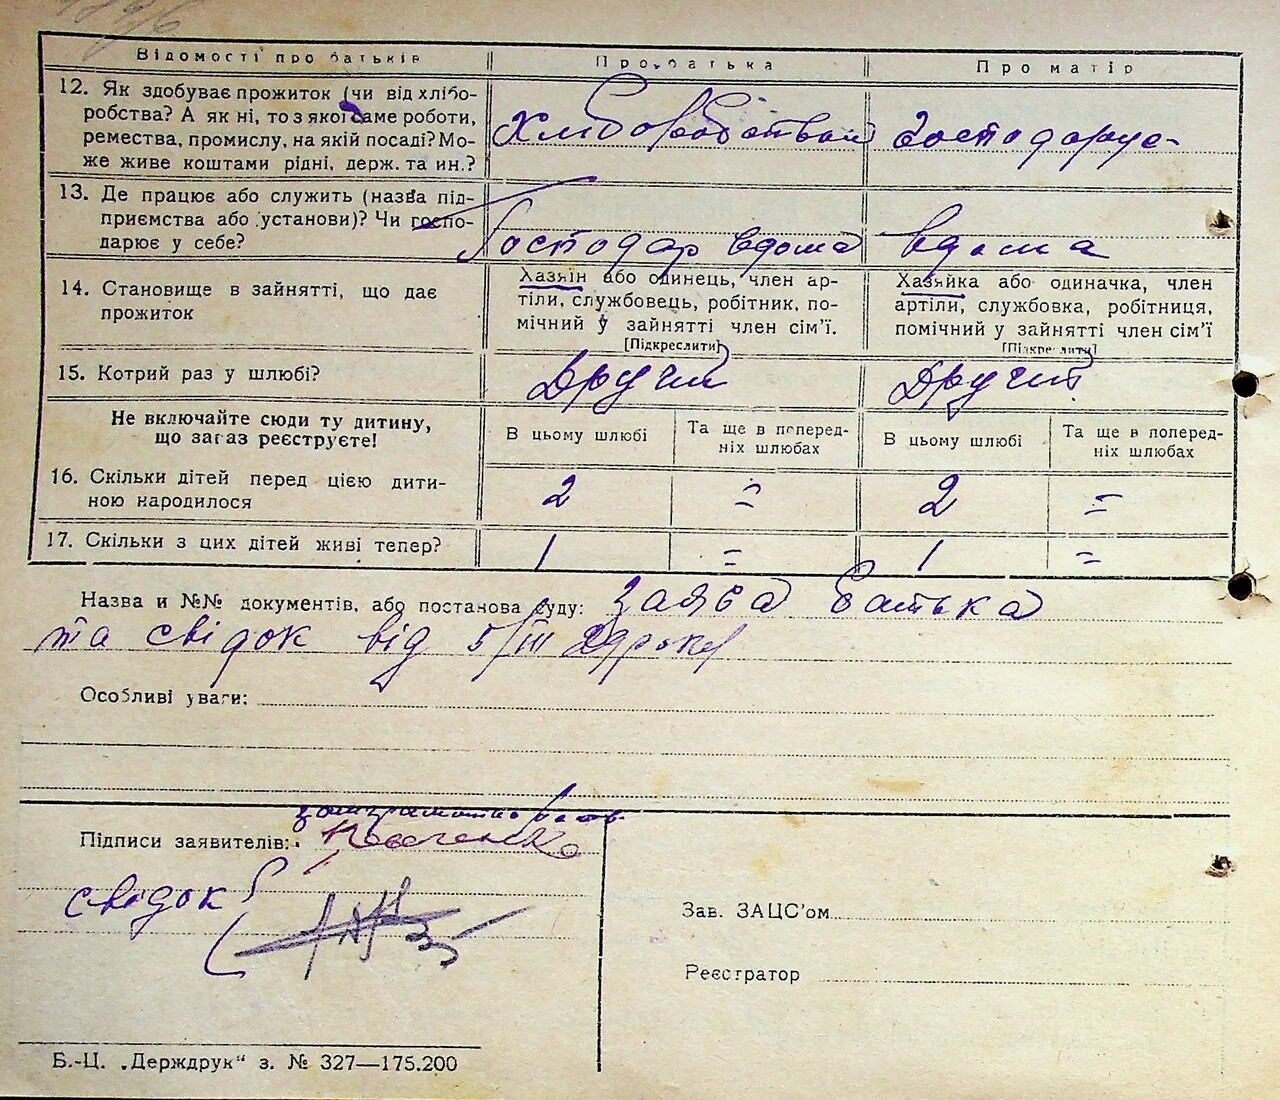 Відомості про батьків
Про батька
Про матір
12. Як здобуває прожиток (чи від хлібо-
робства? А як ні, то з якої саме роботи,
ремества, промислу, на якій посаді? Мо-
же живе коштами рідні, держ. та ин.?
Хліборобством
Господарує
13. Де працює або служить (назва під-
приємства або установи)? Чи госпо-
дарює у себе?
Господар вдома
вдома
14. Становище в зайнятті, що дає
прожиток
Хазяїн або одинець, член ар-
тіли, службовець, робітник, по-
мічний у зайнятті член сім'ї.
[Підкреслити]
Хазяйка або одиначка, член
артіли, службовка, робітниця,
помічний у зайнятті член сім'ї
[Підкреслити]
15. Котрий раз у шлюбі?
Другий
Другий
Не включайте сюди ту дитину,
що зараз реєструєте!
В цьому шлюбі
Та ще в поперед-
ніх шлюбах
В цьому шлюбі
Та ще в поперед-
ніх шлюбах
16. Скільки дітей перед цією дити-
ною народилося
2
=
2
=
17. Скільки з цих дітей живі тепер?
1
=
1
=
Назва и №№ документів, або постанова суду: заява батька
та свідок від 5/III
Особливі уваги:
Підписи заявителів:
свідок
Зав. ЗАЦС'ом
Реєстратор
Б.-Ц. „Держдрук“ з. № 327—175.200